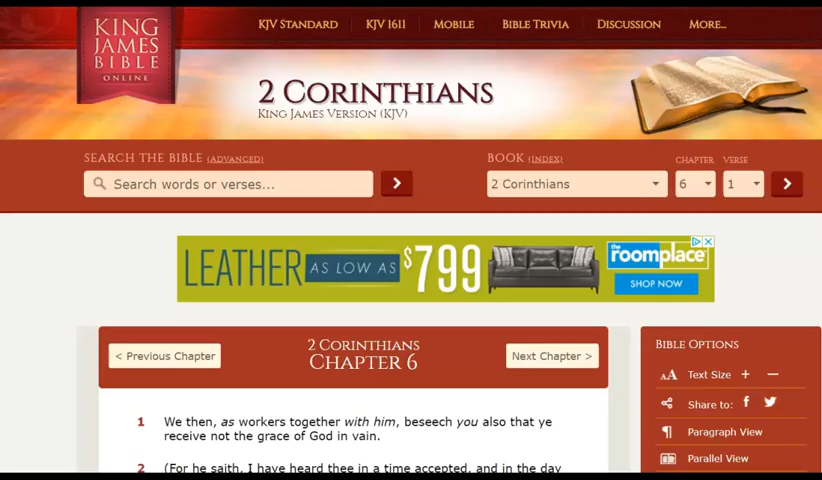 KING
JAMES
BIBLE
ONLINE
KJV STANDARD
KJV 1611
MOBILE
BIBLE TRIVIA
DISCUSSION
MORE...
2 CORINTHIANS
KING JAMES VERSION (KJV)
SEARCH THE BIBLE (ADVANCED)
Search words or verses...
BOOK (INDEX)
CHAPTER
VERSE
2 Corinthians
6
1
LEATHER AS LOW AS $799
the roomplace
SHOP NOW
< Previous Chapter
2 CORINTHIANS
CHAPTER 6
Next Chapter >
1 We then, as workers together with him, beseech you also that ye
receive not the grace of God in vain.
2 (For he saith, I have heard thee in a time accepted, and in the day
BIBLE OPTIONS
AA Text Size + −
Share to:
Paragraph View
Parallel View